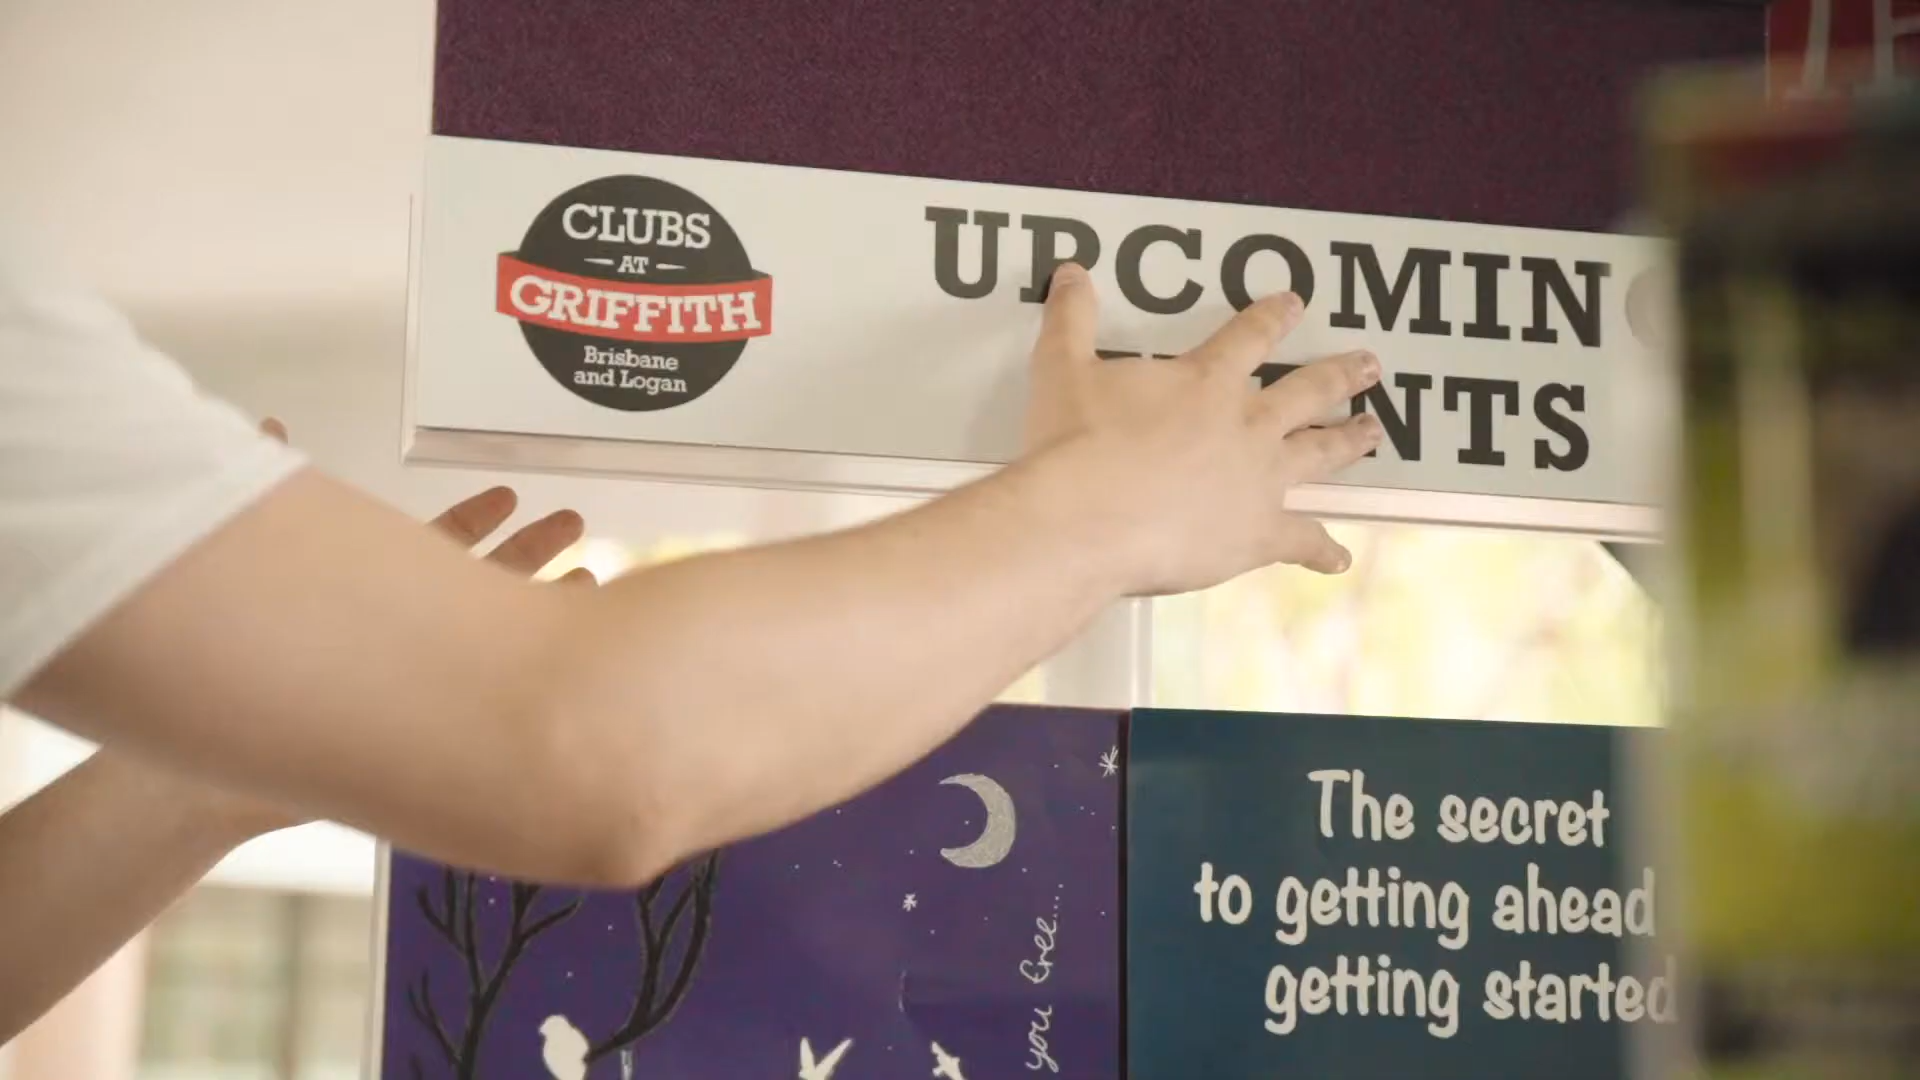 CLUBS
AT
GRIFFITH
Brisbane
and Logan
UPCOMIN
NTS
The secret
to getting ahead
getting started
you free....